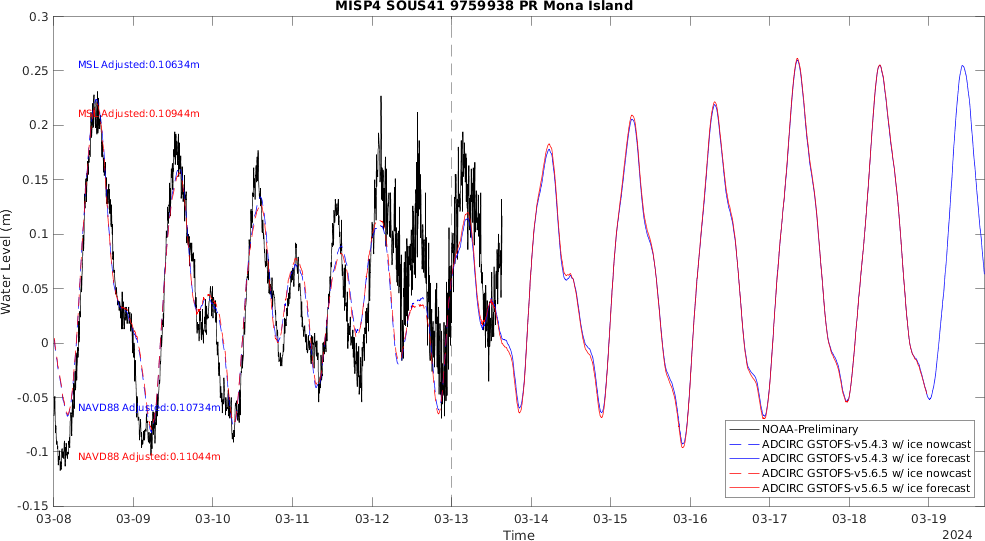 MISP4 SOUS41 9759938 PR Mona Island
0.3
0.25
0.2
0.15
0.1
0.05
0
-0.05
-0.1
-0.15
Water Level (m)
MSL Adjusted:0.10634m
MSL Adjusted:0.10944m
NAVD88 Adjusted:0.10734m
NAVD88 Adjusted:0.11044m
NOAA-Preliminary
ADCIRC GSTOFS-v5.4.3 w/ ice nowcast
ADCIRC GSTOFS-v5.4.3 w/ ice forecast
ADCIRC GSTOFS-v5.6.5 w/ ice nowcast
ADCIRC GSTOFS-v5.6.5 w/ ice forecast
03-08 03-09 03-10 03-11 03-12 03-13 03-14 03-15 03-16 03-17 03-18 03-19
Time
2024